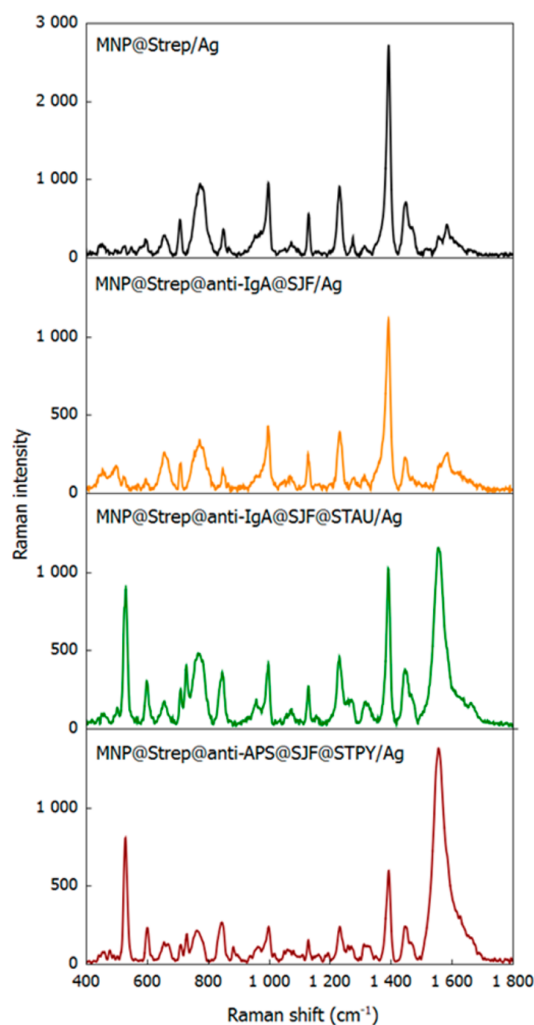 3 000
MNP@Strep/Ag
2 000
1 000
0
MNP@Strep@anti-IgA@SJF/Ag
1 000
500
0
Raman intensity
MNP@Strep@anti-IgA@SJF@STAU/Ag
1 000
500
0
MNP@Strep@anti-APS@SJF@STPY/Ag
1 000
500
0
400 600 800 1 000 1 200 1 400 1 600 1 800
Raman shift (cm⁻¹)